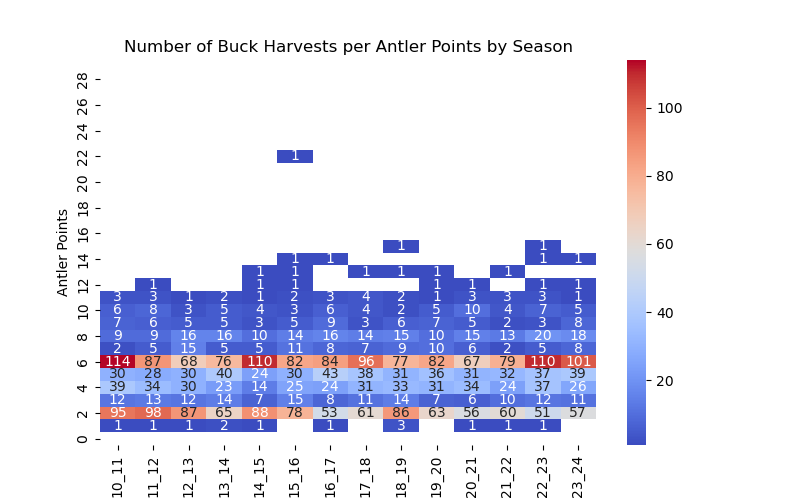 Number of Buck Harvests per Antler Points by Season
28
26
100
24
22 1
80
20
18
16
1 1
60
14 1 1 1 1
1 1 1 1 1 1
12 1 1 1 1 1 1
3 3 1 2 1 2 3 4 2 1 3 3 3 1
10 6 8 3 5 4 3 6 4 2 5 10 4 7 5
40
7 6 5 5 3 5 9 3 6 7 5 2 3 8
8 9 9 16 16 10 14 16 14 15 10 15 13 20 18
2 5 15 5 5 11 8 7 9 10 6 2 5 8
6 114 87 68 76 110 82 84 96 77 82 67 79 110 101
30 28 30 40 24 30 43 38 31 36 31 32 37 39
20
4 39 34 30 23 14 25 24 31 33 31 34 24 37 26
12 13 12 14 7 15 8 11 14 7 6 10 12 11
2 95 98 87 65 88 78 53 61 86 63 56 60 51 57
1 1 1 2 1 1 3 1 1 1
0
Antler Points
10_11 11_12 12_13 13_14 14_15 15_16 16_17 17_18 18_19 19_20 20_21 21_22 22_23 23_24